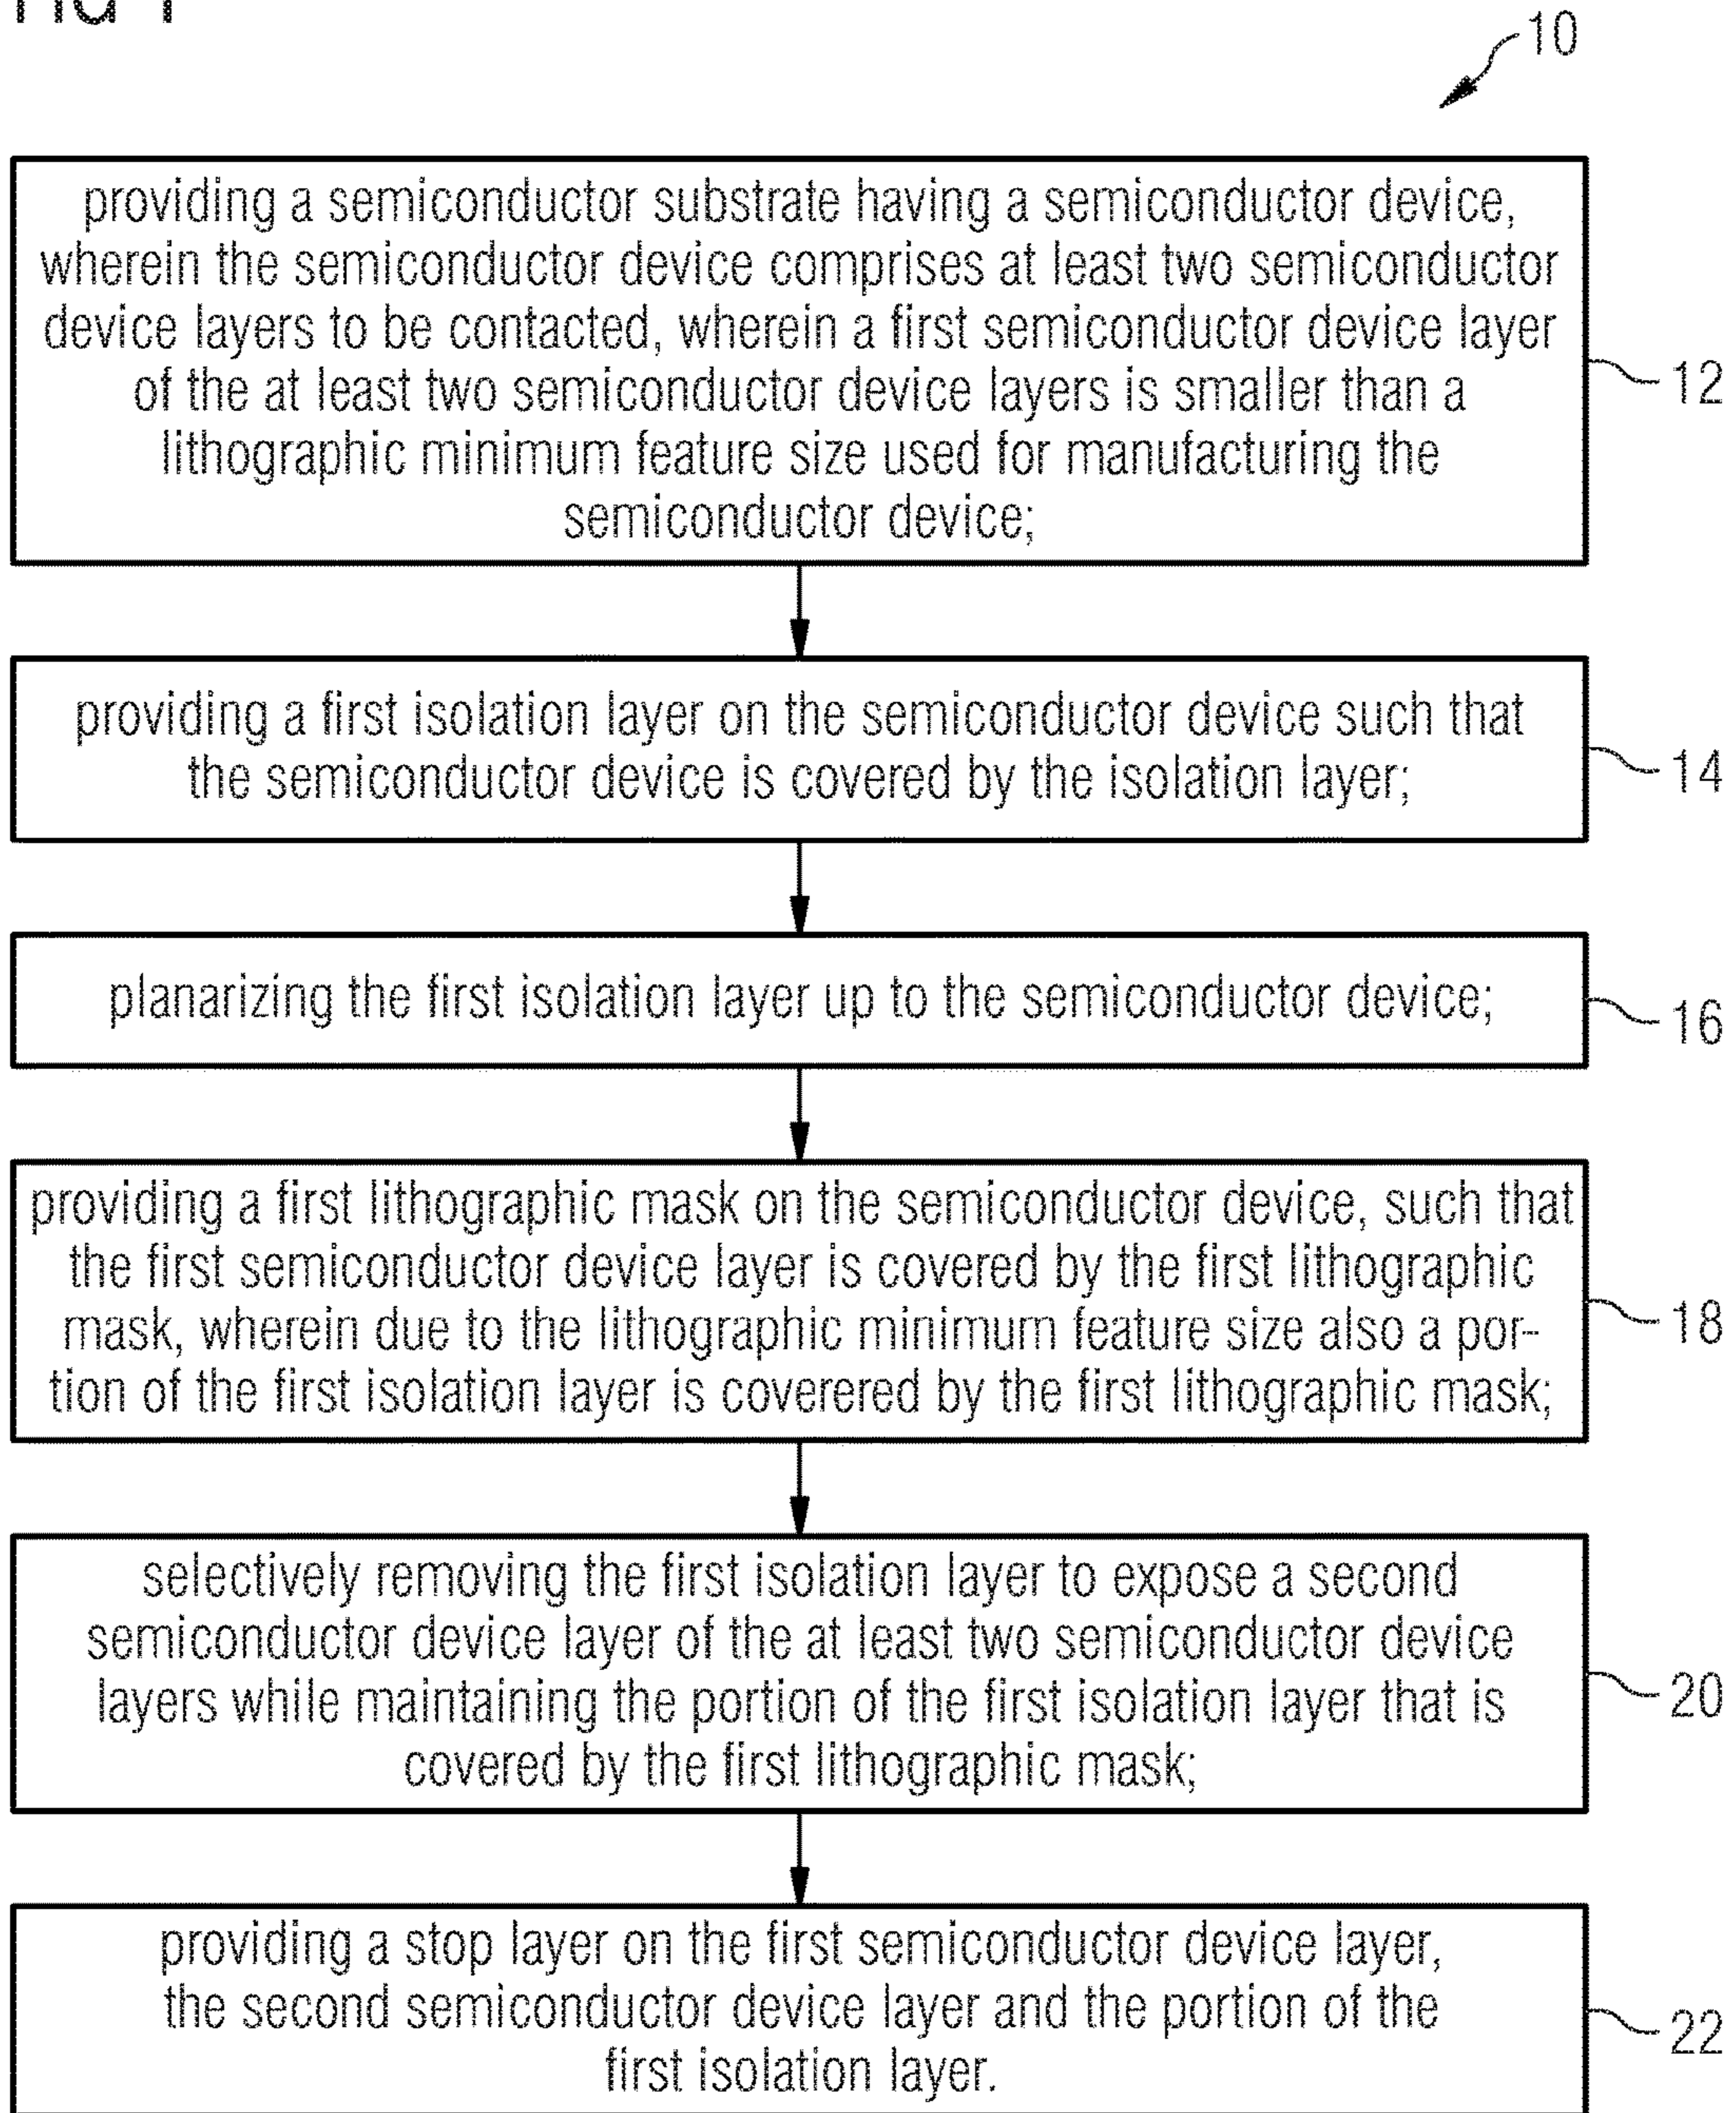 10
providing a semiconductor substrate having a semiconductor device,
wherein the semiconductor device comprises at least two semiconductor
device layers to be contacted, wherein a first semiconductor device layer
of the at least two semiconductor device layers is smaller than a
lithographic minimum feature size used for manufacturing the
semiconductor device;
12
providing a first isolation layer on the semiconductor device such that
the semiconductor device is covered by the isolation layer;
14
planarizing the first isolation layer up to the semiconductor device;
16
providing a first lithographic mask on the semiconductor device, such that
the first semiconductor device layer is covered by the first lithographic
mask, wherein due to the lithographic minimum feature size also a por-
tion of the first isolation layer is coverered by the first lithographic mask;
18
selectively removing the first isolation layer to expose a second
semiconductor device layer of the at least two semiconductor device
layers while maintaining the portion of the first isolation layer that is
covered by the first lithographic mask;
20
providing a stop layer on the first semiconductor device layer,
the second semiconductor device layer and the portion of the
first isolation layer.
22